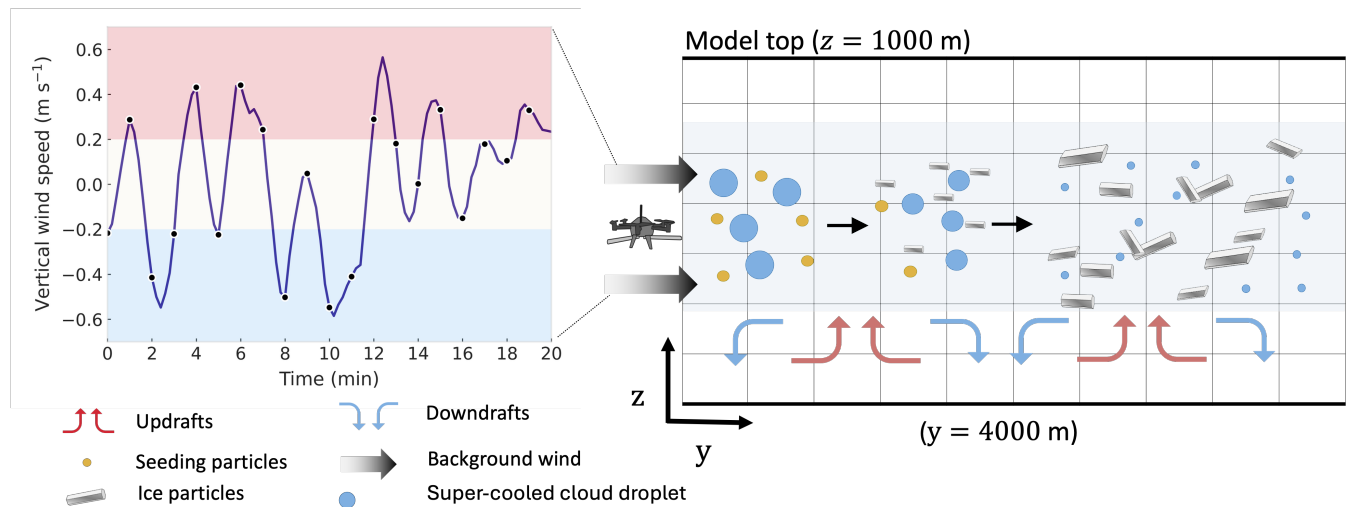 Model top (z = 1000 m)
Vertical wind speed (m s⁻¹)
0.6
0.4
0.2
0.0
−0.2
−0.4
−0.6
0 2 4 6 8 10 12 14 16 18 20
Time (min)
z
y
(y = 4000 m)
Updrafts
Downdrafts
Seeding particles
Background wind
Ice particles
Super-cooled cloud droplet